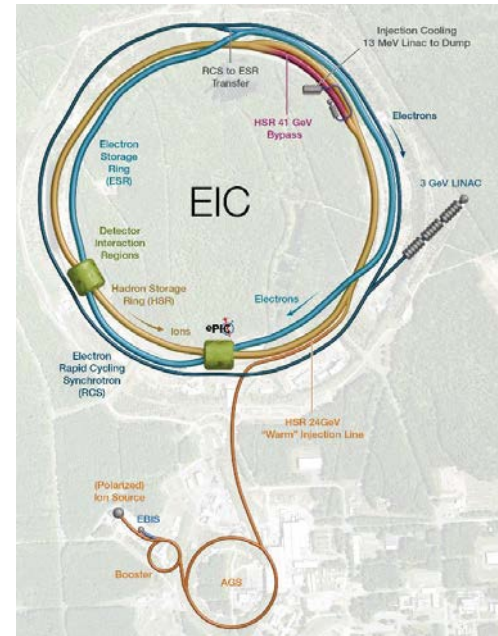 Injection Cooling
13 MeV Linac to Dump
RCS to ESR
Transfer
HSR 41 GeV
Bypass
Electrons
Electron
Storage
Ring
(ESR)
3 GeV LINAC
EIC
Detector
Interaction
Regions
Hadron Storage
Ring (HSR)
Electrons
Ions
ePIC
Electron
Rapid Cycling
Synchrotron
(RCS)
HSR 24GeV
"Warm" Injection Line
(Polarized)
Ion Source
EBIS
Booster
AGS